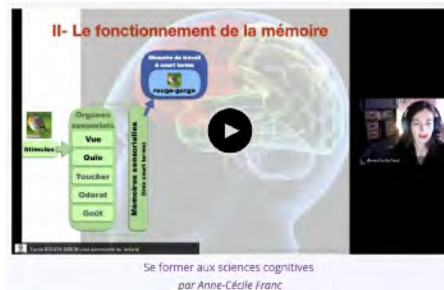 II- Le fonctionnement de la mémoire
Mémoire de travail
à court terme
rouge-gorge
Organes
sensoriels
Stimulus
Vue
Ouïe
Toucher
Odorat
Goût
Mémoires sensorielles
(très court terme)
Se former aux sciences cognitives
par Anne-Cécile Franc